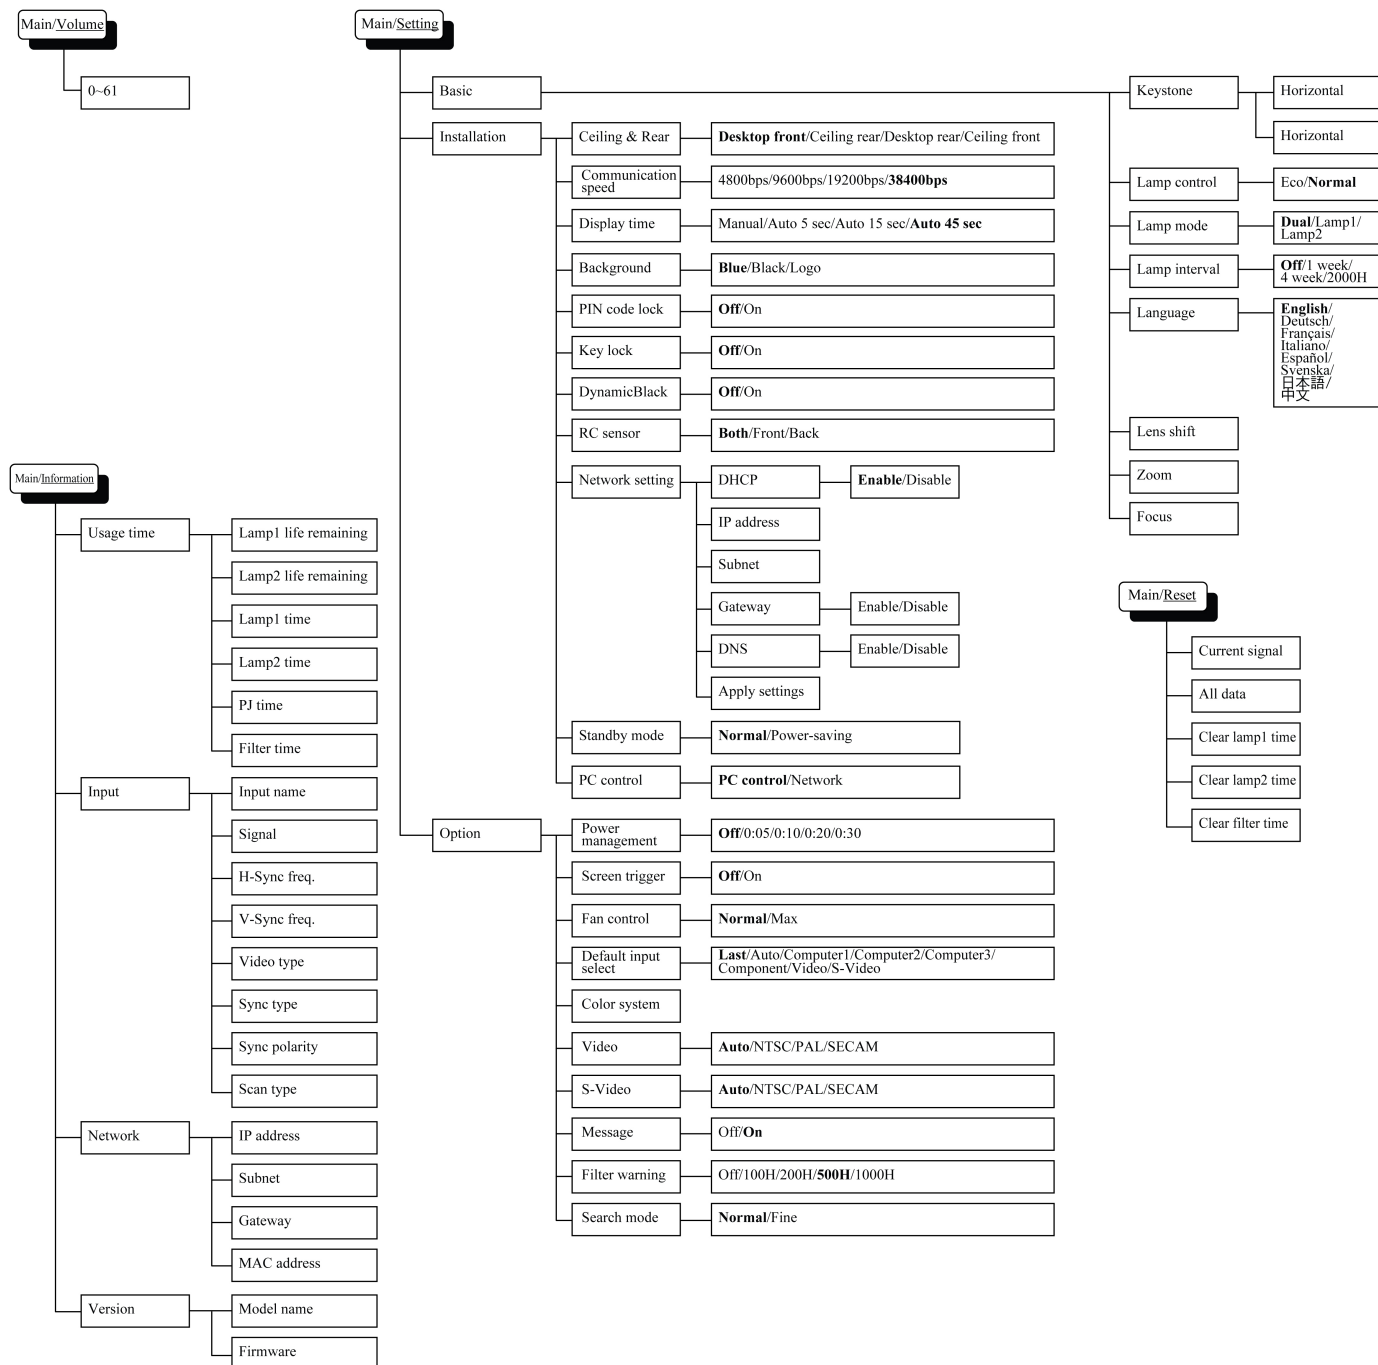 Main/Volume
0~61
Main/Setting
Basic
Keystone
Horizontal
Horizontal
Lamp control
Eco/Normal
Lamp mode
Dual/Lamp1/
Lamp2
Lamp interval
Off/1 week/
4 week/2000H
Language
English/
Deutsch/
Français/
Italiano/
Español/
Svenska/
日本語/
中文
Lens shift
Zoom
Focus
Installation
Ceiling & Rear
Desktop front/Ceiling rear/Desktop rear/Ceiling front
Communication
speed
4800bps/9600bps/19200bps/38400bps
Display time
Manual/Auto 5 sec/Auto 15 sec/Auto 45 sec
Background
Blue/Black/Logo
PIN code lock
Off/On
Key lock
Off/On
DynamicBlack
Off/On
RC sensor
Both/Front/Back
Network setting
DHCP
Enable/Disable
IP address
Subnet
Gateway
Enable/Disable
DNS
Enable/Disable
Apply settings
Standby mode
Normal/Power-saving
PC control
PC control/Network
Option
Power
management
Off/0:05/0:10/0:20/0:30
Screen trigger
Off/On
Fan control
Normal/Max
Default input
select
Last/Auto/Computer1/Computer2/Computer3/
Component/Video/S-Video
Color system
Video
Auto/NTSC/PAL/SECAM
S-Video
Auto/NTSC/PAL/SECAM
Message
Off/On
Filter warning
Off/100H/200H/500H/1000H
Search mode
Normal/Fine
Main/Information
Usage time
Lamp1 life remaining
Lamp2 life remaining
Lamp1 time
Lamp2 time
PJ time
Filter time
Input
Input name
Signal
H-Sync freq.
V-Sync freq.
Video type
Sync type
Sync polarity
Scan type
Network
IP address
Subnet
Gateway
MAC address
Version
Model name
Firmware
Main/Reset
Current signal
All data
Clear lamp1 time
Clear lamp2 time
Clear filter time